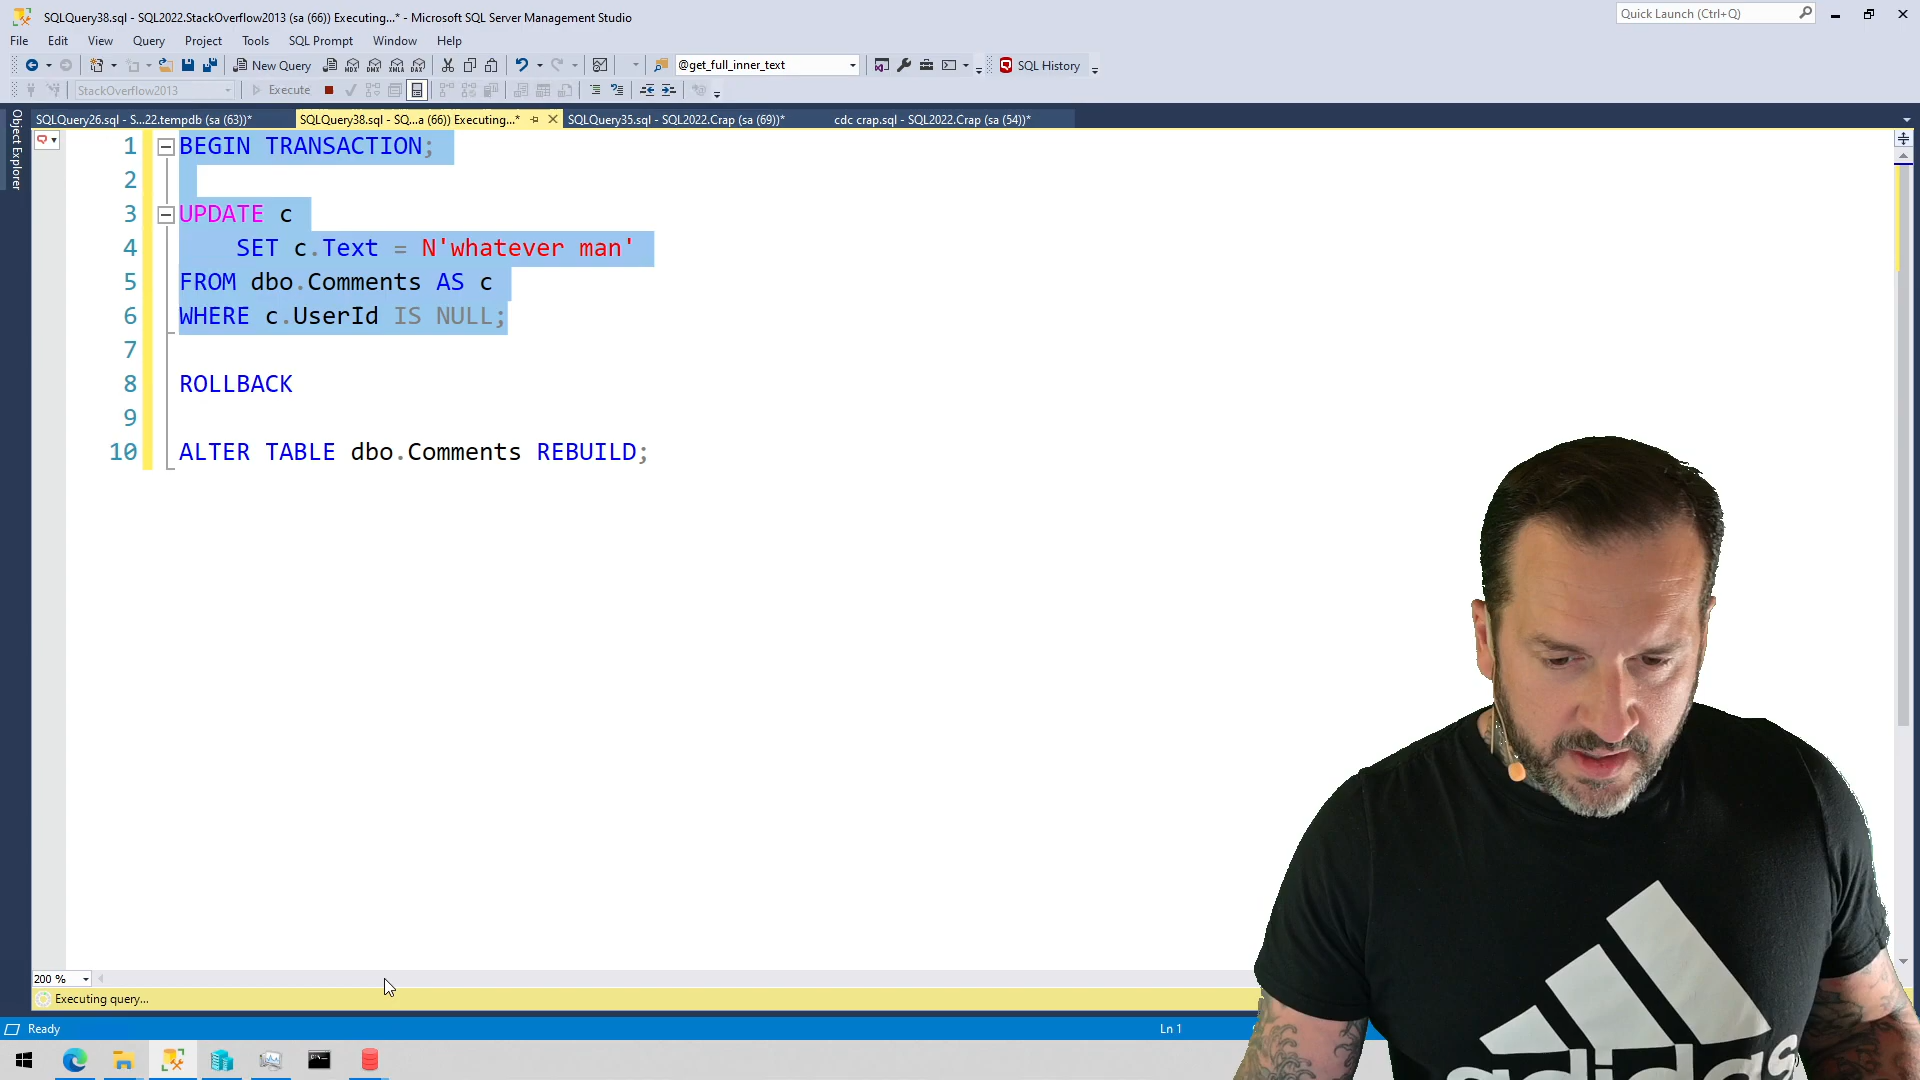 SQLQuery38.sql - SQL2022.StackOverflow2013 (sa (66)) Executing...* - Microsoft SQL Server Management Studio
Quick Launch (Ctrl+Q)
File Edit View Query Project Tools SQL Prompt Window Help
New Query
MDX DMX XMLA DAX
@get_full_inner_text
SQL History
StackOverflow2013
Execute
SQLQuery26.sql - S...22.tempdb (sa (63))*
SQLQuery38.sql - SQ...a (66)) Executing...*
SQLQuery35.sql - SQL2022.Crap (sa (69))*
cdc crap.sql - SQL2022.Crap (sa (54))*
Object Explorer
1 BEGIN TRANSACTION;
2
3 UPDATE c
4 SET c.Text = N'whatever man'
5 FROM dbo.Comments AS c
6 WHERE c.UserId IS NULL;
7
8 ROLLBACK
9
10 ALTER TABLE dbo.Comments REBUILD;
200 %
Executing query...
Ready
Ln 1
adidas